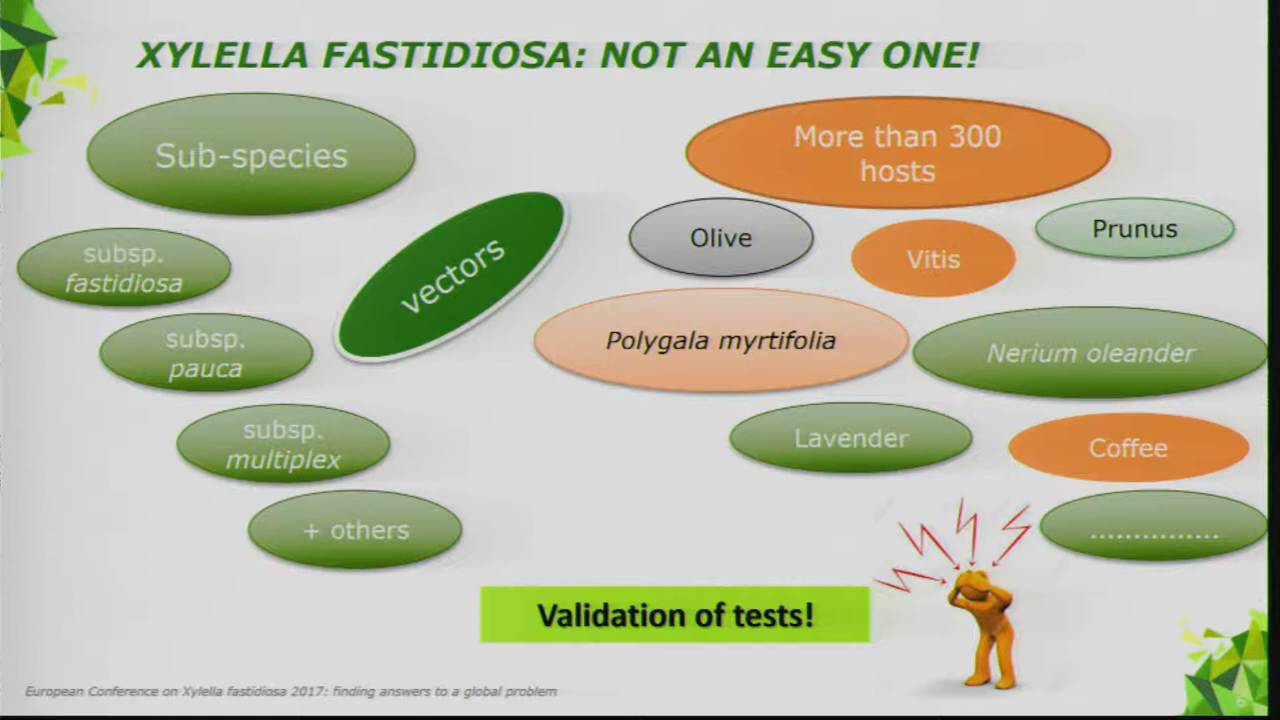 XYLELLA FASTIDIOSA: NOT AN EASY ONE!
Sub-species
subsp.
fastidiosa
subsp.
pauca
subsp.
multiplex
+ others
vectors
More than 300
hosts
Olive
Vitis
Prunus
Polygala myrtifolia
Nerium oleander
Lavender
Coffee
...............
Validation of tests!
European Conference on Xylella fastidiosa 2017: finding answers to a global problem